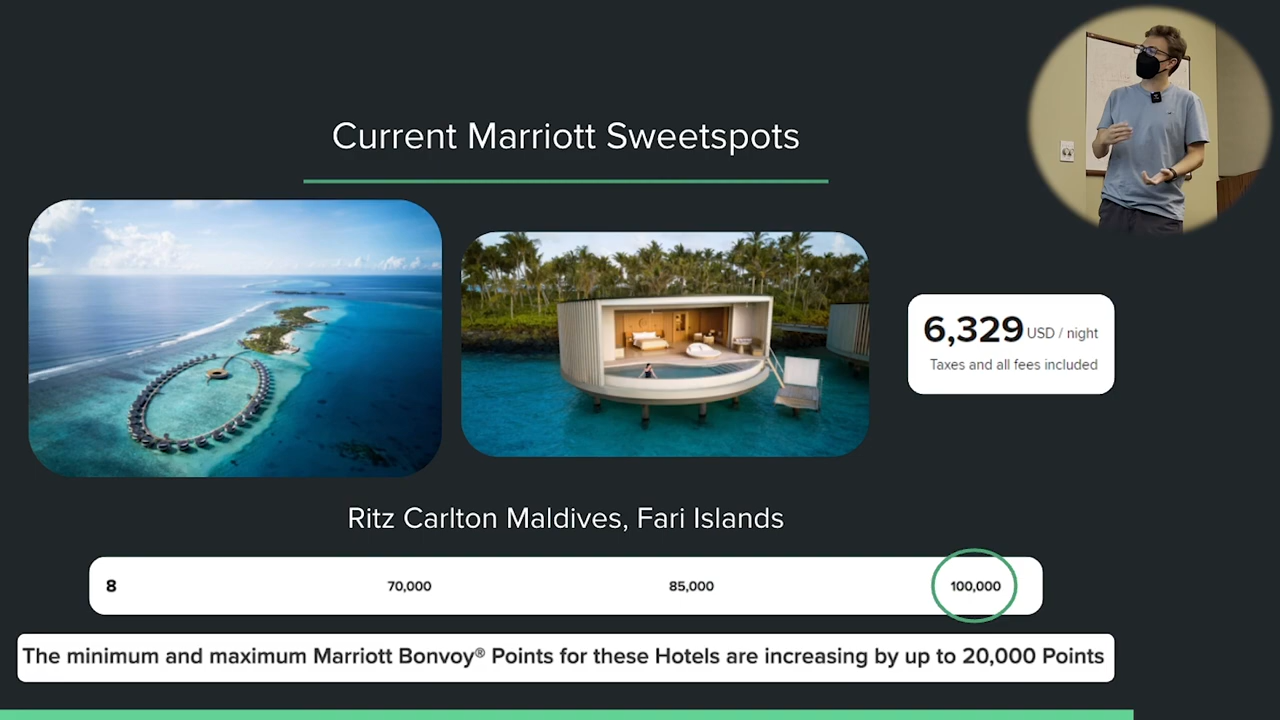 Current Marriott Sweetspots
6,329 USD / night
Taxes and all fees included
Ritz Carlton Maldives, Fari Islands
8 70,000 85,000 100,000
The minimum and maximum Marriott Bonvoy® Points for these Hotels are increasing by up to 20,000 Points